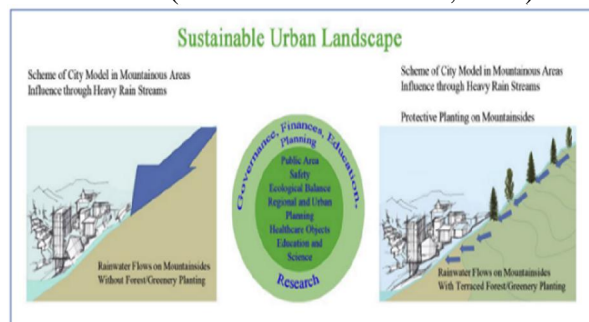 Sustainable Urban Landscape
Scheme of City Model in Mountainous Areas
Influence through Heavy Rain Streams
Rainwater Flows on Mountainsides
Without Forest/Greenery Planting
Governance, Finances, Education,
Planning
Public Area
Safety
Ecological Balance
Regional and Urban
Planning
Healthcare Objects
Education and
Science
Research
Scheme of City Model in Mountainous Areas
Influence through Heavy Rain Streams
Protective Planting on Mountainsides
Rainwater Flows on Mountainsides
With Terraced Forest/Greenery Planting